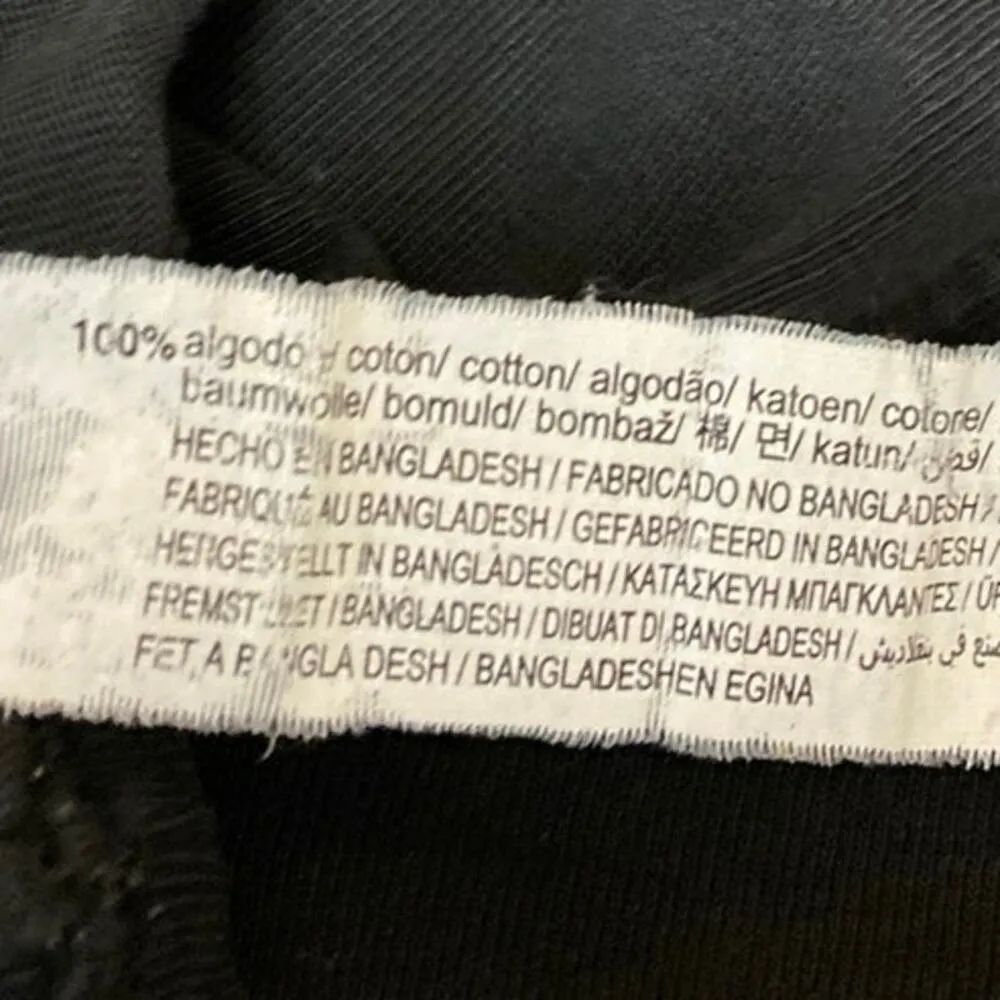 100% algodó / coton/ cotton/ algodão/ katoen/ cotore/
baumwolle/ bomuld/ bombaž/ 棉/ 면/ katun/ قطن/
HECHO EN BANGLADESH / FABRICADO NO BANGLADESH /
FABRIQUÉ AU BANGLADESH / GEFABRICEERD IN BANGLADESH /
HERGESTELLT IN BANGLADESCH / ΚΑΤΑΣΚΕΥΗ ΜΠΑΓΚΛΑΝΤΕΣ /
FREMSTILLET I BANGLADESH / DIBUAT DI BANGLADESH / صنع في بنغلاديش
FET A BANGLA DESH / BANGLADESHEN EGINA